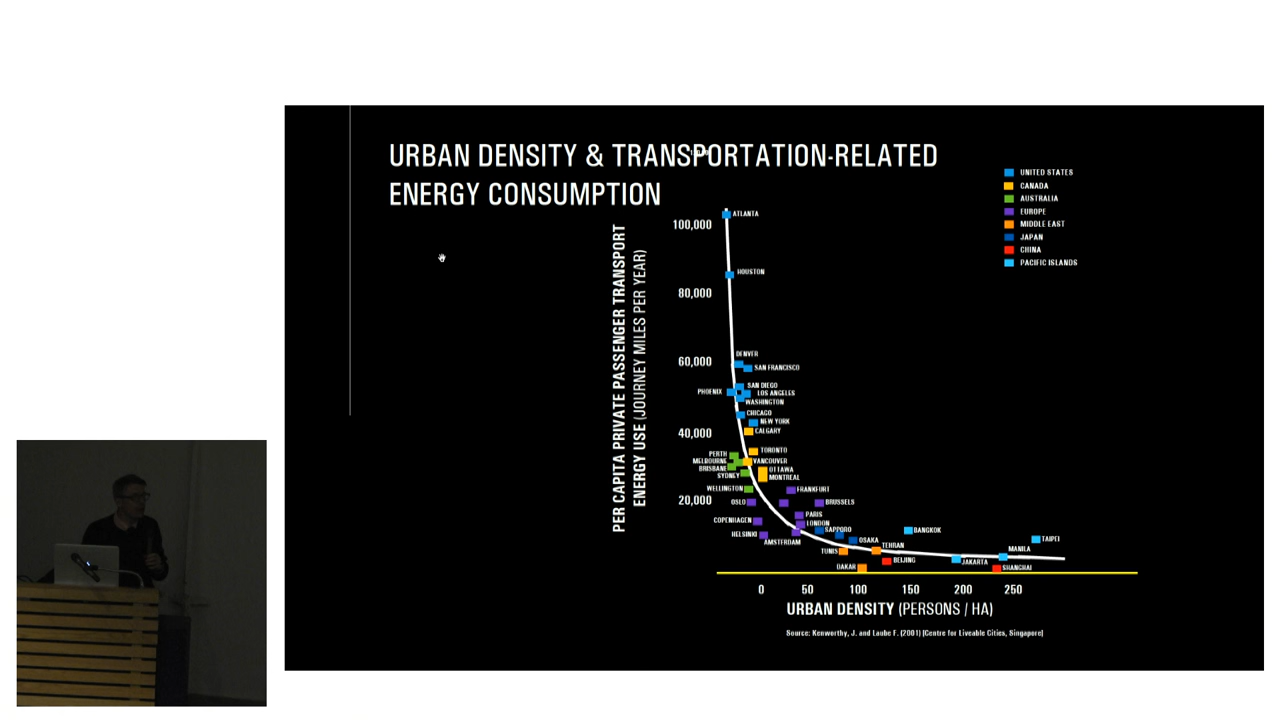 URBAN DENSITY & TRANSPORTATION-RELATED
ENERGY CONSUMPTION
UNITED STATES
CANADA
AUSTRALIA
EUROPE
MIDDLE EAST
JAPAN
CHINA
PACIFIC ISLANDS
PER CAPITA PRIVATE PASSENGER TRANSPORT
ENERGY USE (JOURNEY MILES PER YEAR)
100,000
80,000
60,000
40,000
20,000
ATLANTA
HOUSTON
DENVER
SAN FRANCISCO
SAN DIEGO
PHOENIX
LOS ANGELES
WASHINGTON
CHICAGO
NEW YORK
CALGARY
TORONTO
PERTH
MELBOURNE
VANCOUVER
BRISBANE
OTTAWA
SYDNEY
MONTREAL
WELLINGTON
FRANKFURT
OSLO
BRUSSELS
PARIS
COPENHAGEN
LONDON
SAPPORO
BANGKOK
HELSINKI
AMSTERDAM
OSAKA
TAIPEI
TEHRAN
TUNIS
MANILA
BEIJING
JAKARTA
DAKAR
SHANGHAI
0 50 100 150 200 250
URBAN DENSITY (PERSONS / HA)
Source: Kenworthy, J. and Laube F. (2001) [Centre for Liveable Cities, Singapore]